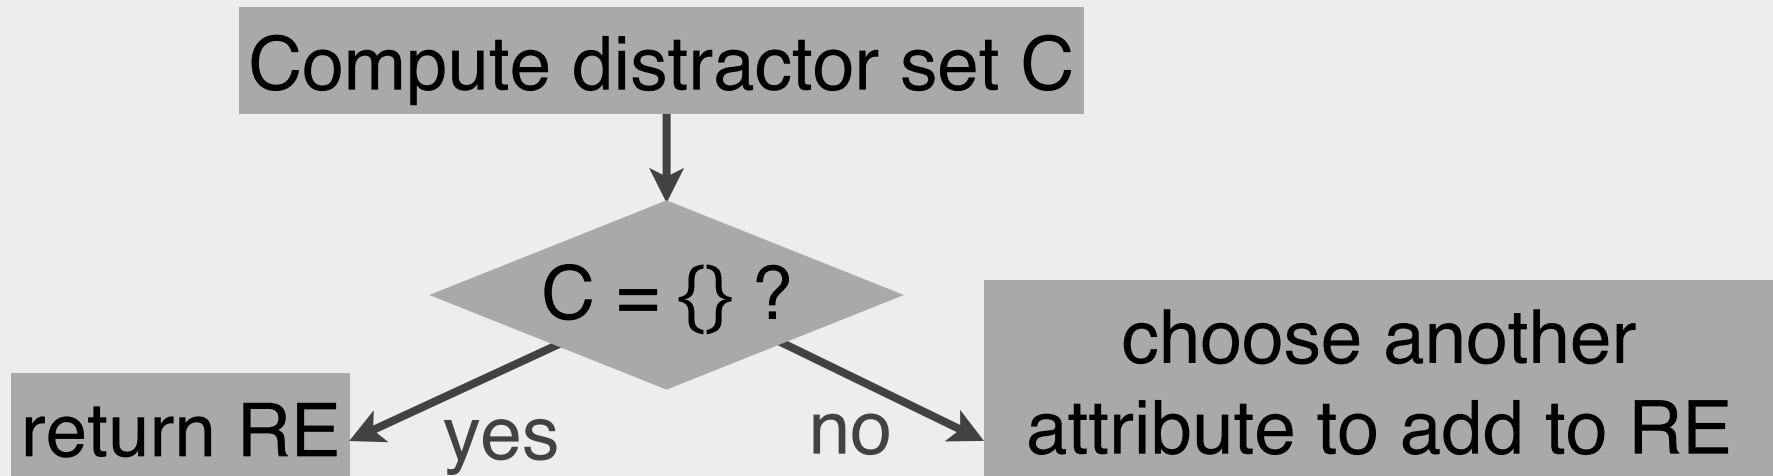 Compute distractor set C
C = {} ?
choose another
attribute to add to RE
return RE
yes
no